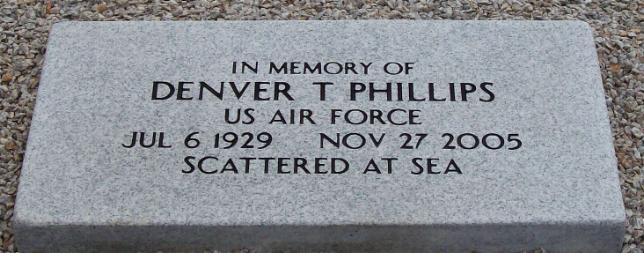 IN MEMORY OF
DENVER T PHILLIPS
US AIR FORCE
JUL 6 1929 NOV 27 2005
SCATTERED AT SEA